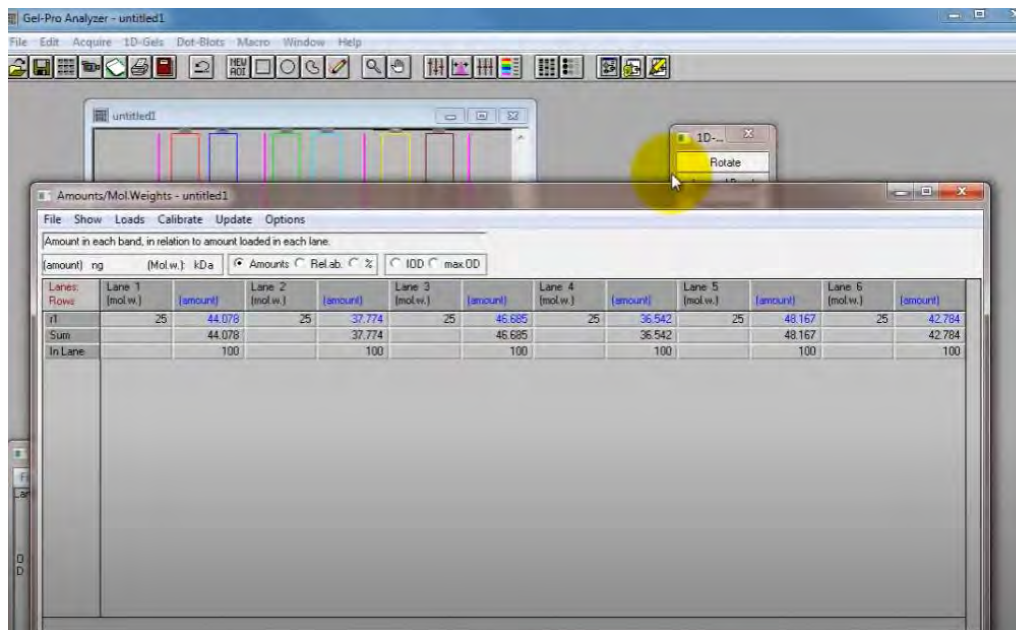 Gel-Pro Analyzer - untitled1
File Edit Acquire 1D-Gels Dot-Blots Macro Window Help
NEW AOI
untitled1
1D-...
Rotate
Amounts/Mol.Weights - untitled1
File Show Loads Calibrate Update Options
Amount in each band, in relation to amount loaded in each lane.
(amount) ng (Mol.w.): kDa Amounts Rel.ab. % IOD max.OD
Lanes: Lane 1 Lane 2 Lane 3 Lane 4 Lane 5 Lane 6
Rows (mol.w.) (amount) (mol.w.) (amount) (mol.w.) (amount) (mol.w.) (amount) (mol.w.) (amount) (mol.w.) (amount)
r1 25 44.078 25 37.774 25 46.685 25 36.542 25 48.167 25 42.784
Sum 44.078 37.774 46.685 36.542 48.167 42.784
In Lane 100 100 100 100 100 100